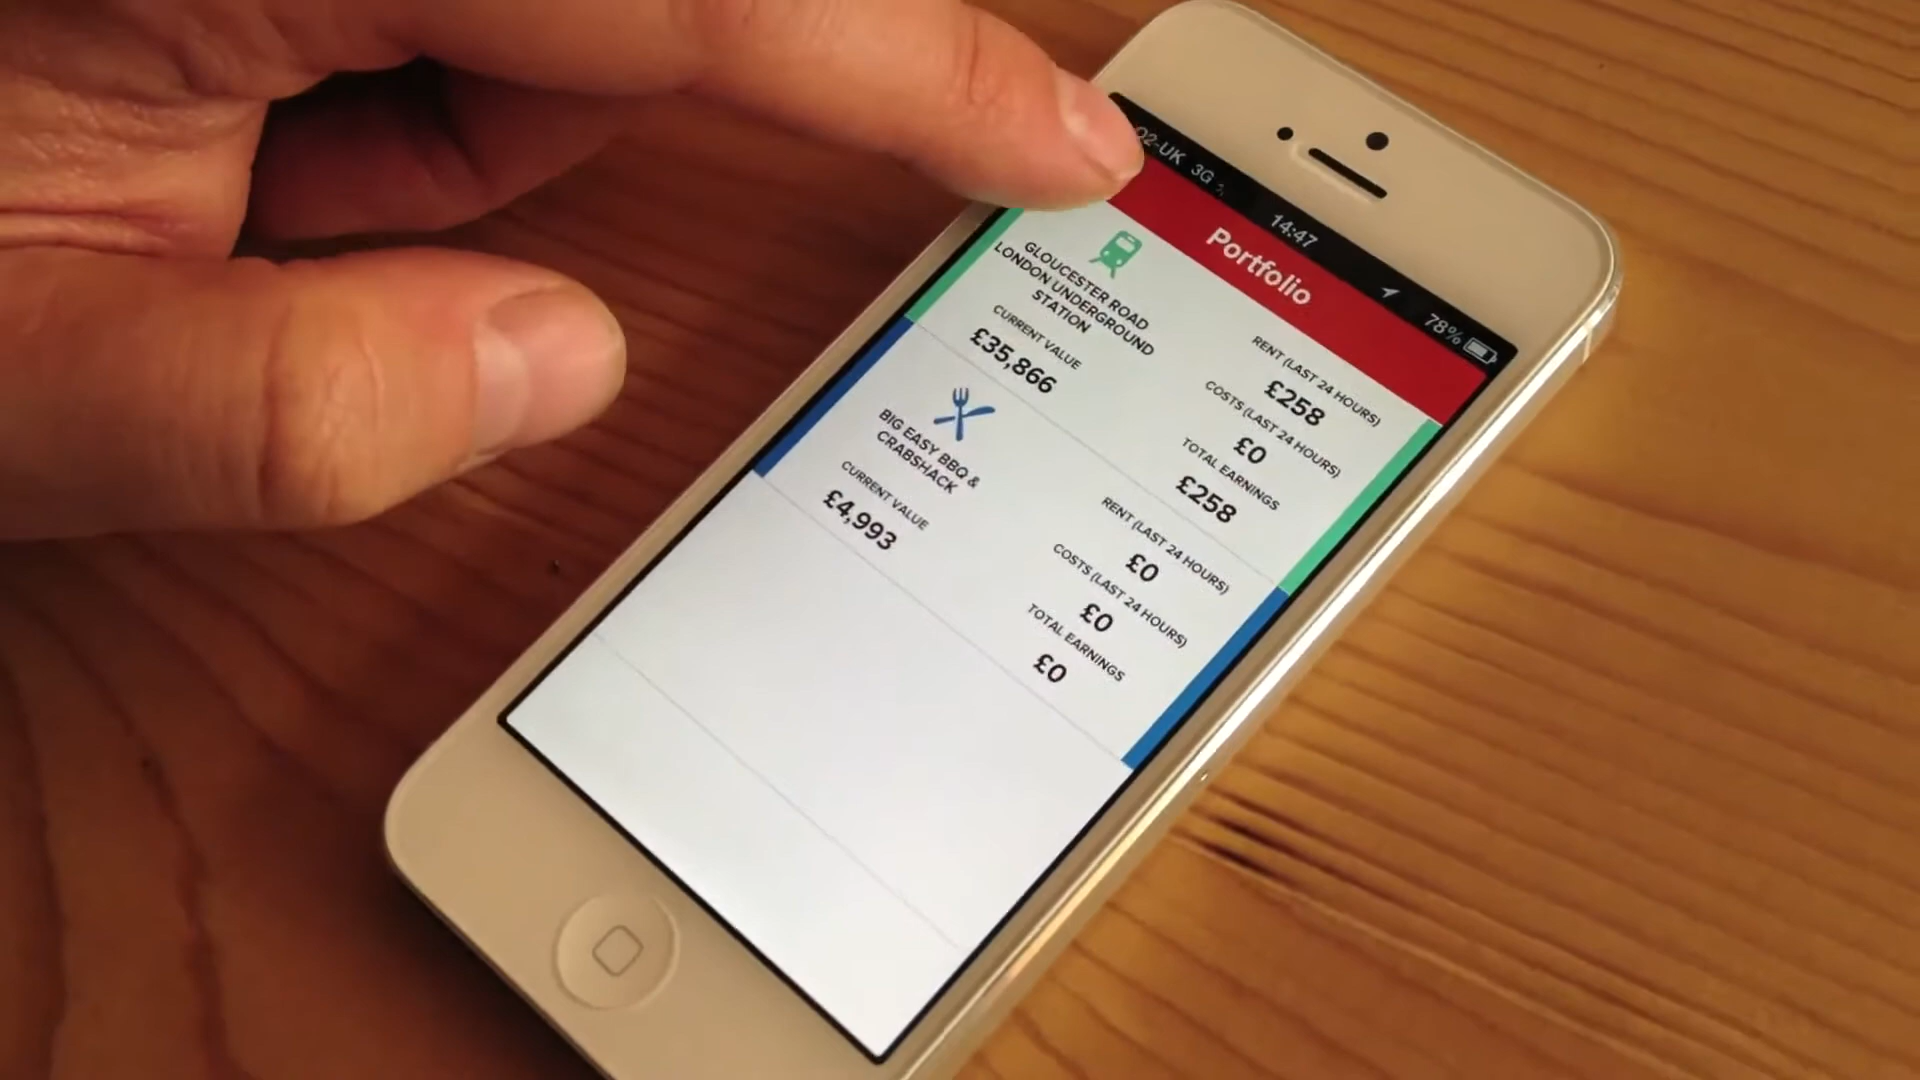 O2-UK 3G 14:47 78%
Portfolio
GLOUCESTER ROAD
LONDON UNDERGROUND
STATION
CURRENT VALUE
£35,866
RENT (LAST 24 HOURS)
£258
COSTS (LAST 24 HOURS)
£0
TOTAL EARNINGS
£258
BIG EASY BBQ &
CRABSHACK
CURRENT VALUE
£4,993
RENT (LAST 24 HOURS)
£0
COSTS (LAST 24 HOURS)
£0
TOTAL EARNINGS
£0